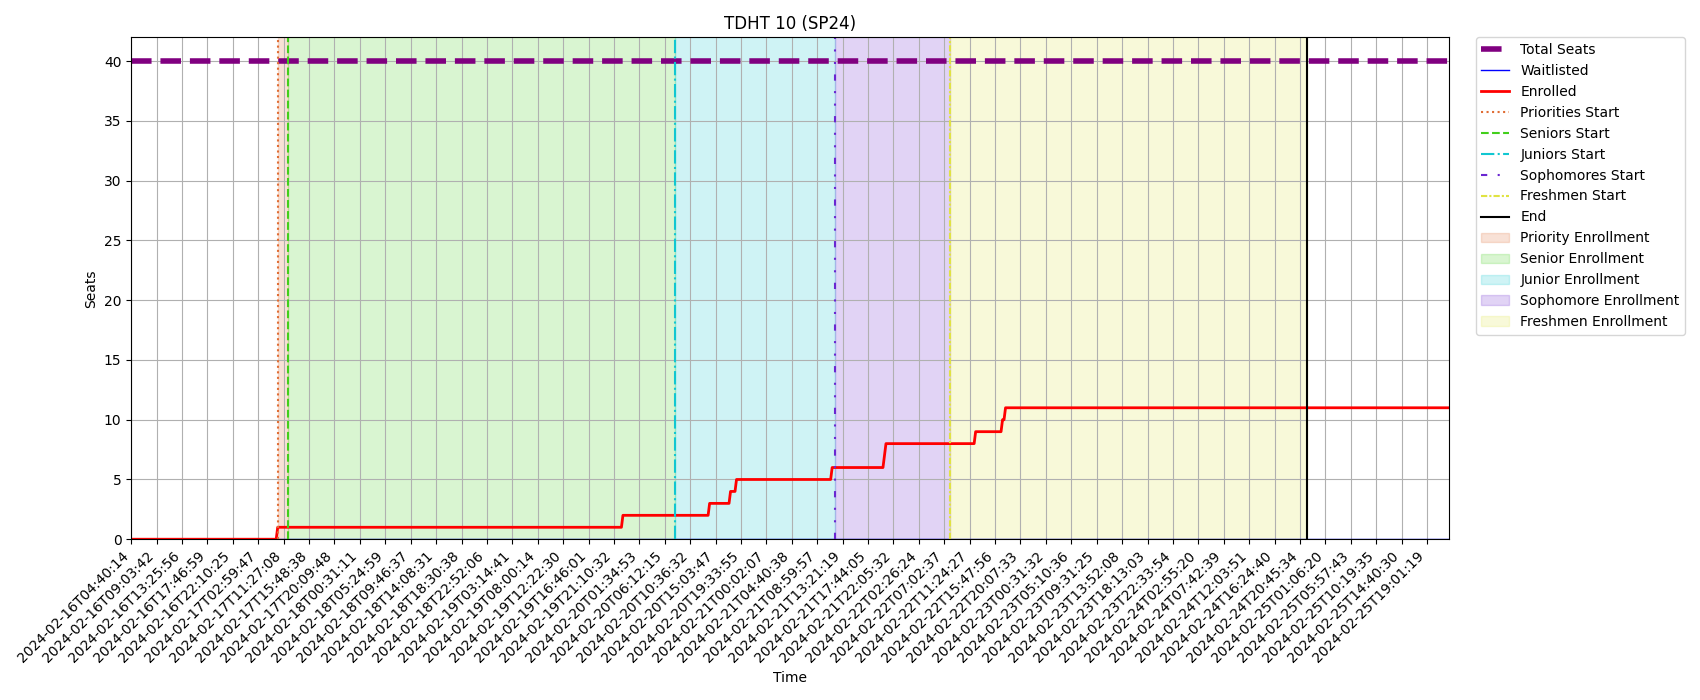 TDHT 10 (SP24)
40
35
30
25
20
15
10
5
0
Seats
2024-02-16T04:40:14
2024-02-16T09:03:42
2024-02-16T13:25:56
2024-02-16T17:46:59
2024-02-16T22:10:25
2024-02-17T02:59:47
2024-02-17T11:27:08
2024-02-17T15:48:38
2024-02-17T20:09:48
2024-02-18T00:31:11
2024-02-18T05:24:59
2024-02-18T09:46:37
2024-02-18T14:08:31
2024-02-18T18:30:38
2024-02-18T22:52:06
2024-02-19T03:14:41
2024-02-19T08:00:14
2024-02-19T12:22:30
2024-02-19T16:46:01
2024-02-19T21:10:32
2024-02-20T01:34:53
2024-02-20T06:12:15
2024-02-20T10:36:32
2024-02-20T15:03:47
2024-02-20T19:33:55
2024-02-21T00:02:07
2024-02-21T04:40:38
2024-02-21T08:59:57
2024-02-21T13:21:19
2024-02-21T17:44:05
2024-02-21T22:05:32
2024-02-22T02:26:24
2024-02-22T07:02:37
2024-02-22T11:24:27
2024-02-22T15:47:56
2024-02-22T20:07:33
2024-02-23T00:31:32
2024-02-23T05:10:36
2024-02-23T09:31:25
2024-02-23T13:52:08
2024-02-23T18:13:03
2024-02-23T22:33:54
2024-02-24T02:55:20
2024-02-24T07:42:39
2024-02-24T12:03:51
2024-02-24T16:24:40
2024-02-24T20:45:34
2024-02-25T01:06:20
2024-02-25T05:57:43
2024-02-25T10:19:35
2024-02-25T14:40:30
2024-02-25T19:01:19
Time
Total Seats
Waitlisted
Enrolled
Priorities Start
Seniors Start
Juniors Start
Sophomores Start
Freshmen Start
End
Priority Enrollment
Senior Enrollment
Junior Enrollment
Sophomore Enrollment
Freshmen Enrollment